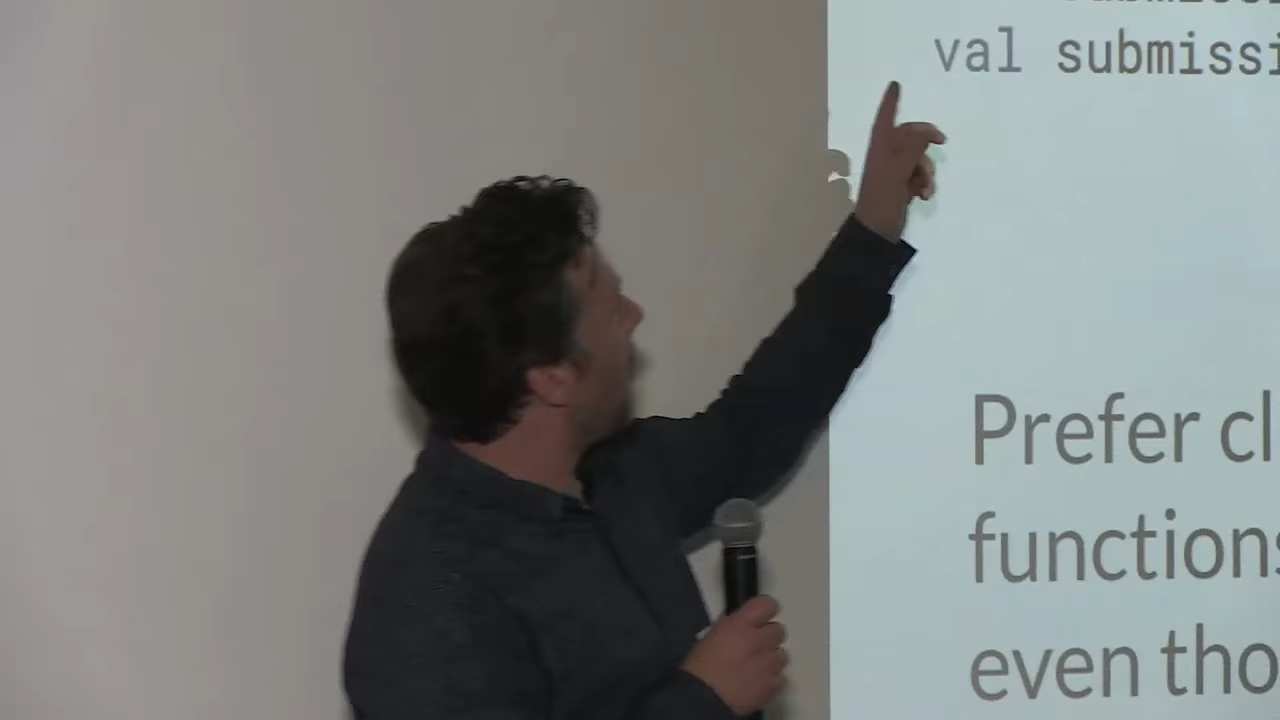 val submissi
Prefer cl
functions
even tho